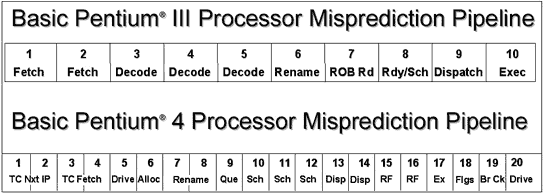 Basic Pentium® III Processor Misprediction Pipeline
1 2 3 4 5 6 7 8 9 10
Fetch Fetch Decode Decode Decode Rename ROB Rd Rdy/Sch Dispatch Exec
Basic Pentium® 4 Processor Misprediction Pipeline
1 2 3 4 5 6 7 8 9 10 11 12 13 14 15 16 17 18 19 20
TC Nxt IP TC Fetch Drive Alloc Rename Que Sch Sch Sch Disp Disp RF RF Ex Flgs Br Ck Drive